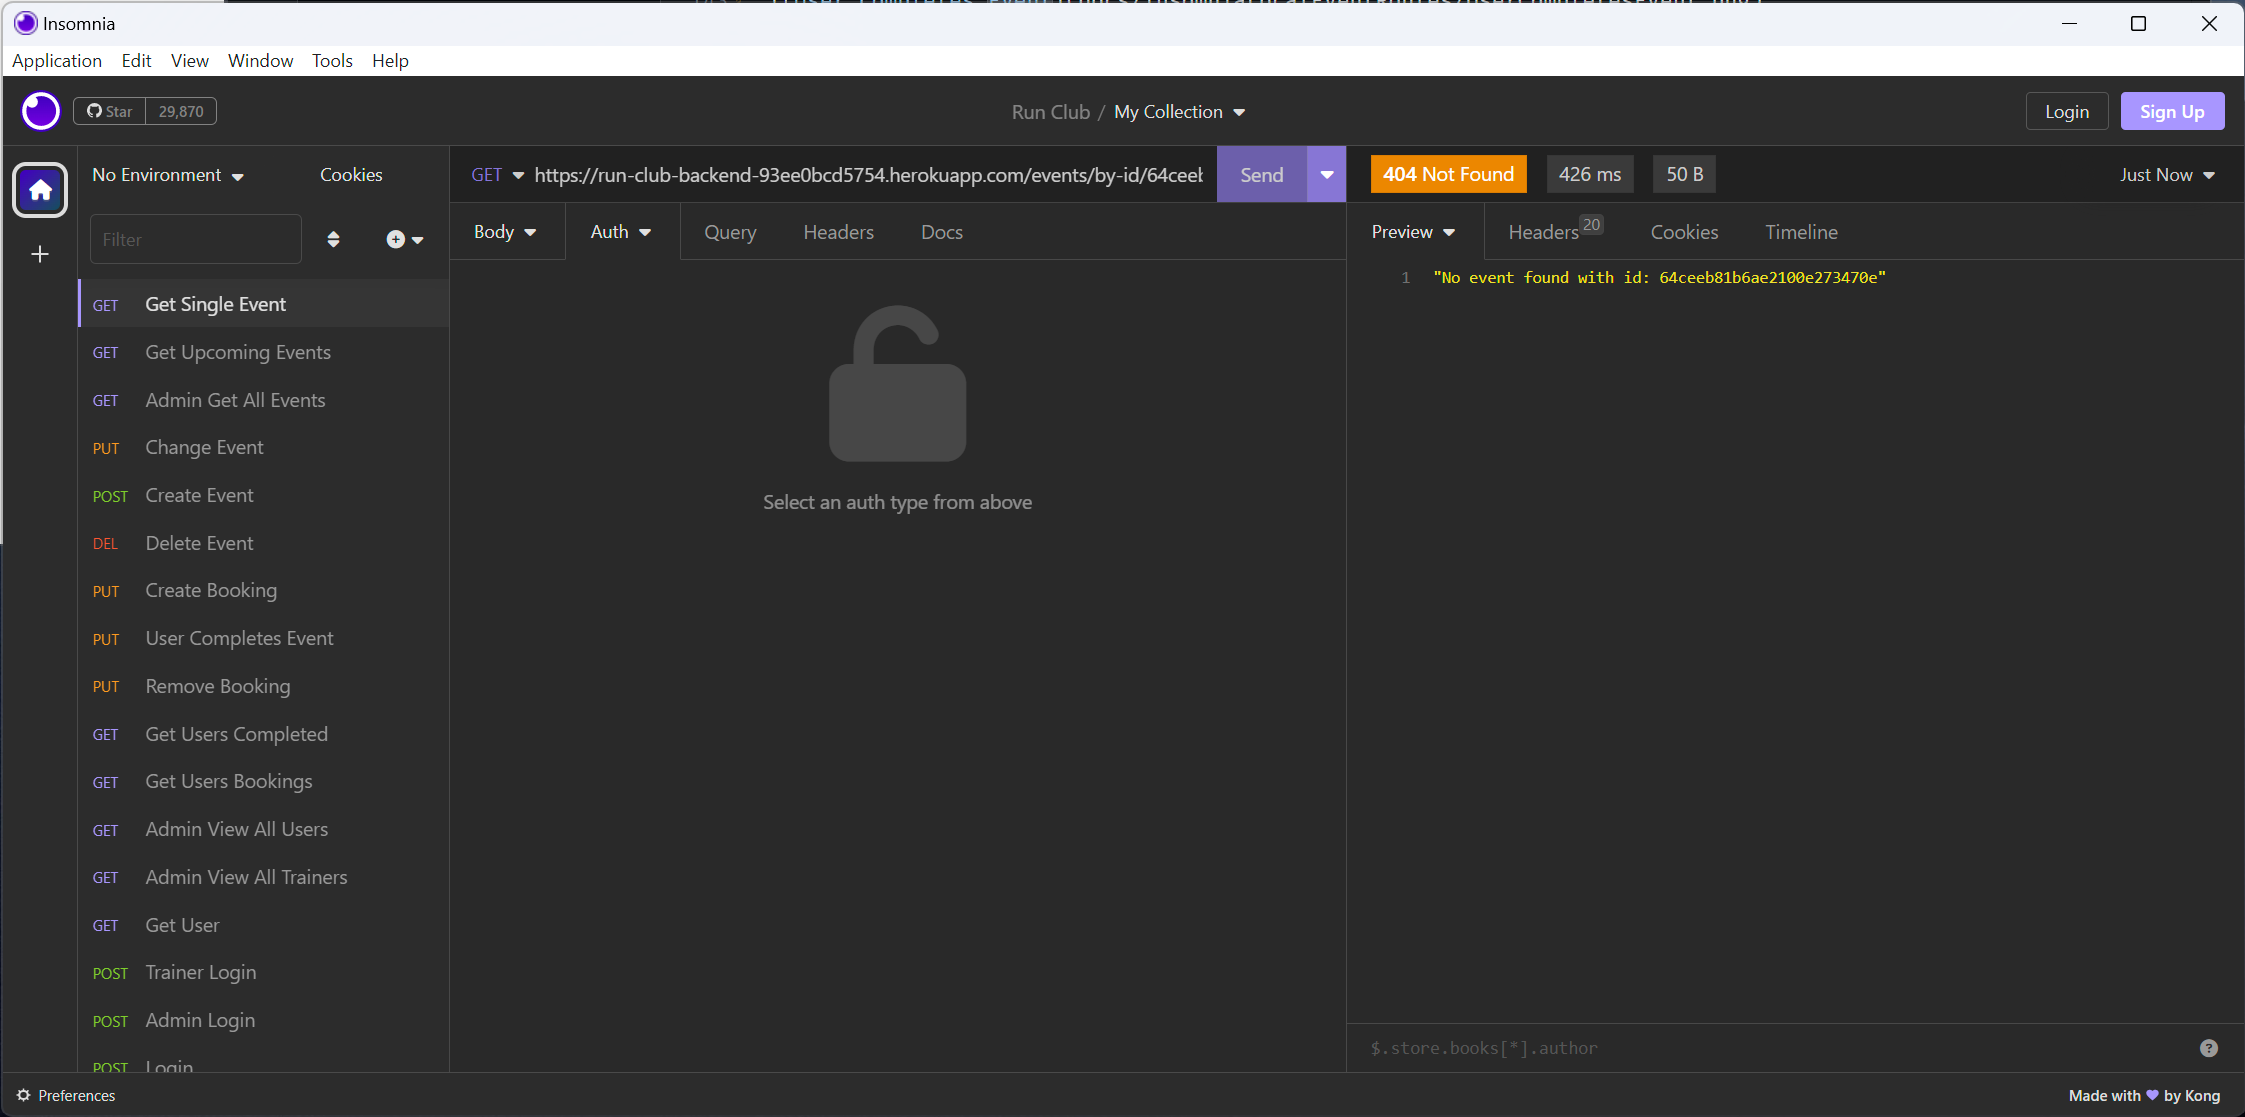 Insomnia
Application Edit View Window Tools Help
Star 29,870
Run Club / My Collection
Login Sign Up
No Environment Cookies
Filter
GET Get Single Event
GET Get Upcoming Events
GET Admin Get All Events
PUT Change Event
POST Create Event
DEL Delete Event
PUT Create Booking
PUT User Completes Event
PUT Remove Booking
GET Get Users Completed
GET Get Users Bookings
GET Admin View All Users
GET Admin View All Trainers
GET Get User
POST Trainer Login
POST Admin Login
POST Login
GET https://run-club-backend-93ee0bcd5754.herokuapp.com/events/by-id/64ceeb Send
Body Auth Query Headers Docs
Select an auth type from above
404 Not Found 426 ms 50 B Just Now
Preview Headers 20 Cookies Timeline
1 "No event found with id: 64ceeb81b6ae2100e273470e"
$.store.books[*].author
Preferences
Made with by Kong